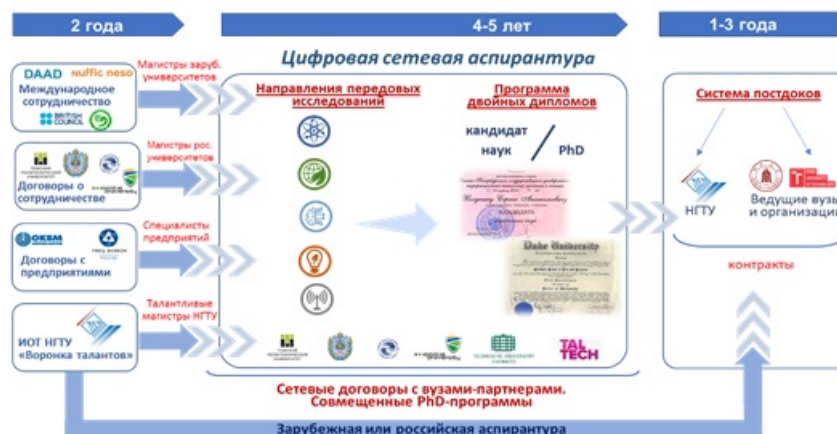 2 года
4-5 лет
1-3 года
DAAD nuffic neso
Международное
сотрудничество
BRITISH
COUNCIL
Магистры заруб.
университетов
Договоры о
сотрудничестве
Магистры рос.
университетов
ОКБМ
Договоры с
предприятиями
Специалисты
предприятий
ИОТ НГТУ
«Воронка талантов»
Талантливые
магистры НГТУ
Цифровая сетевая аспирантура
Направления передовых
исследований
Программа
двойных дипломов
кандидат
наук / PhD
Duke University
TAL
TECH
Сетевые договоры с вузами-партнерами.
Совмещенные PhD-программы
Зарубежная или российская аспирантура
Система постдоков
НГТУ
Ведущие вузы
и организаци
контракты